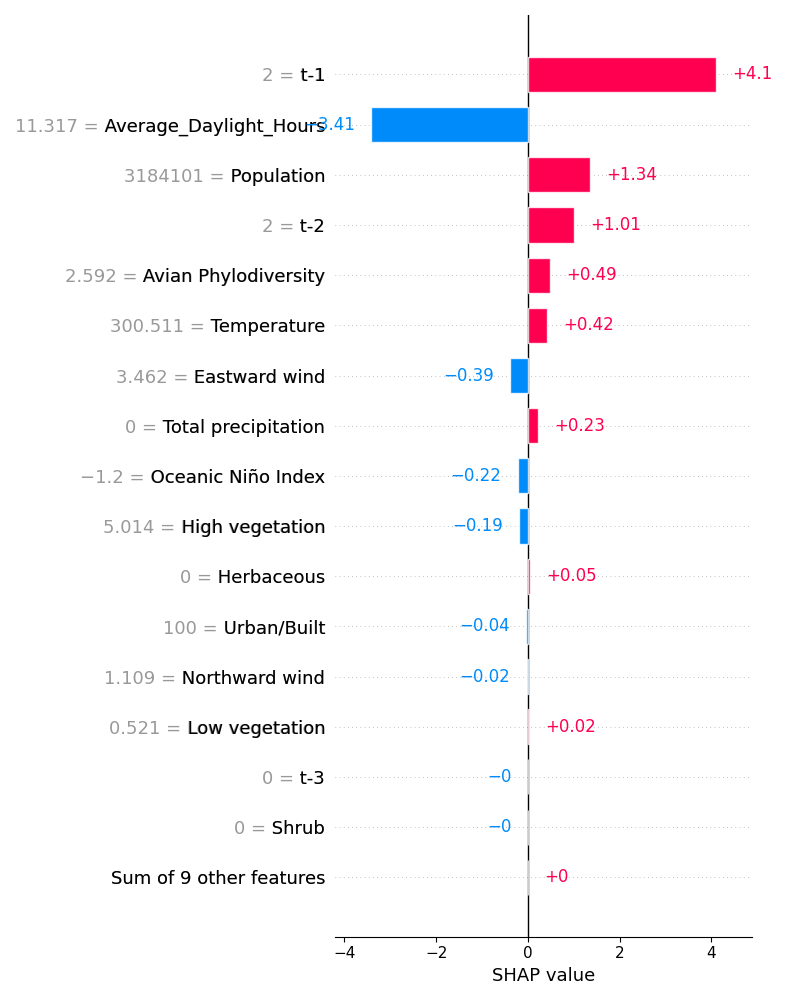 2 = t-1 +4.1
11.317 = Average_Daylight_Hours −3.41
3184101 = Population +1.34
2 = t-2 +1.01
2.592 = Avian Phylodiversity +0.49
300.511 = Temperature +0.42
3.462 = Eastward wind −0.39
0 = Total precipitation +0.23
−1.2 = Oceanic Niño Index −0.22
5.014 = High vegetation −0.19
0 = Herbaceous +0.05
100 = Urban/Built −0.04
1.109 = Northward wind −0.02
0.521 = Low vegetation +0.02
0 = t-3 −0
0 = Shrub −0
Sum of 9 other features +0
−4 −2 0 2 4
SHAP value